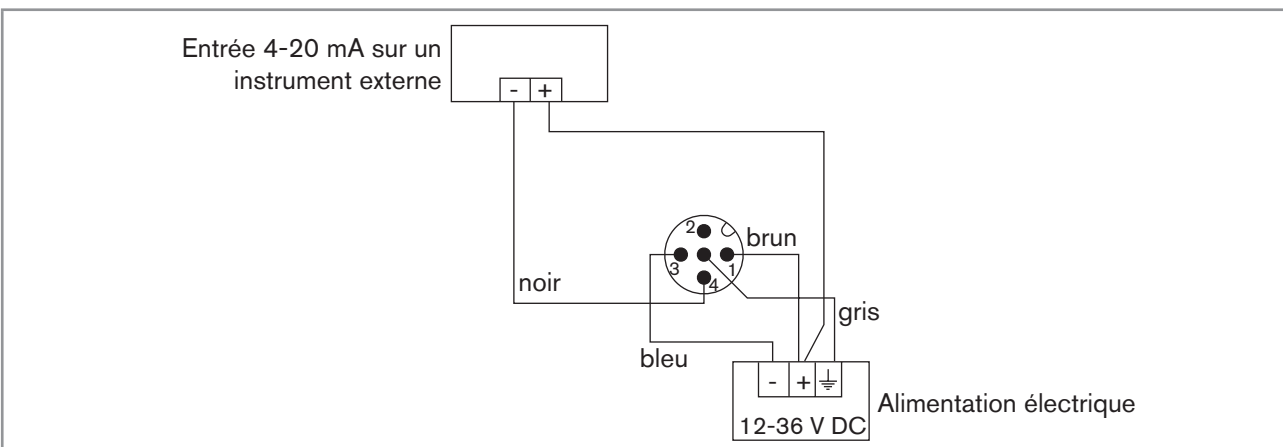 Entrée 4-20 mA sur un
instrument externe
- +
2
brun
3
1
noir
4
gris
bleu
- +
Alimentation électrique
12-36 V DC